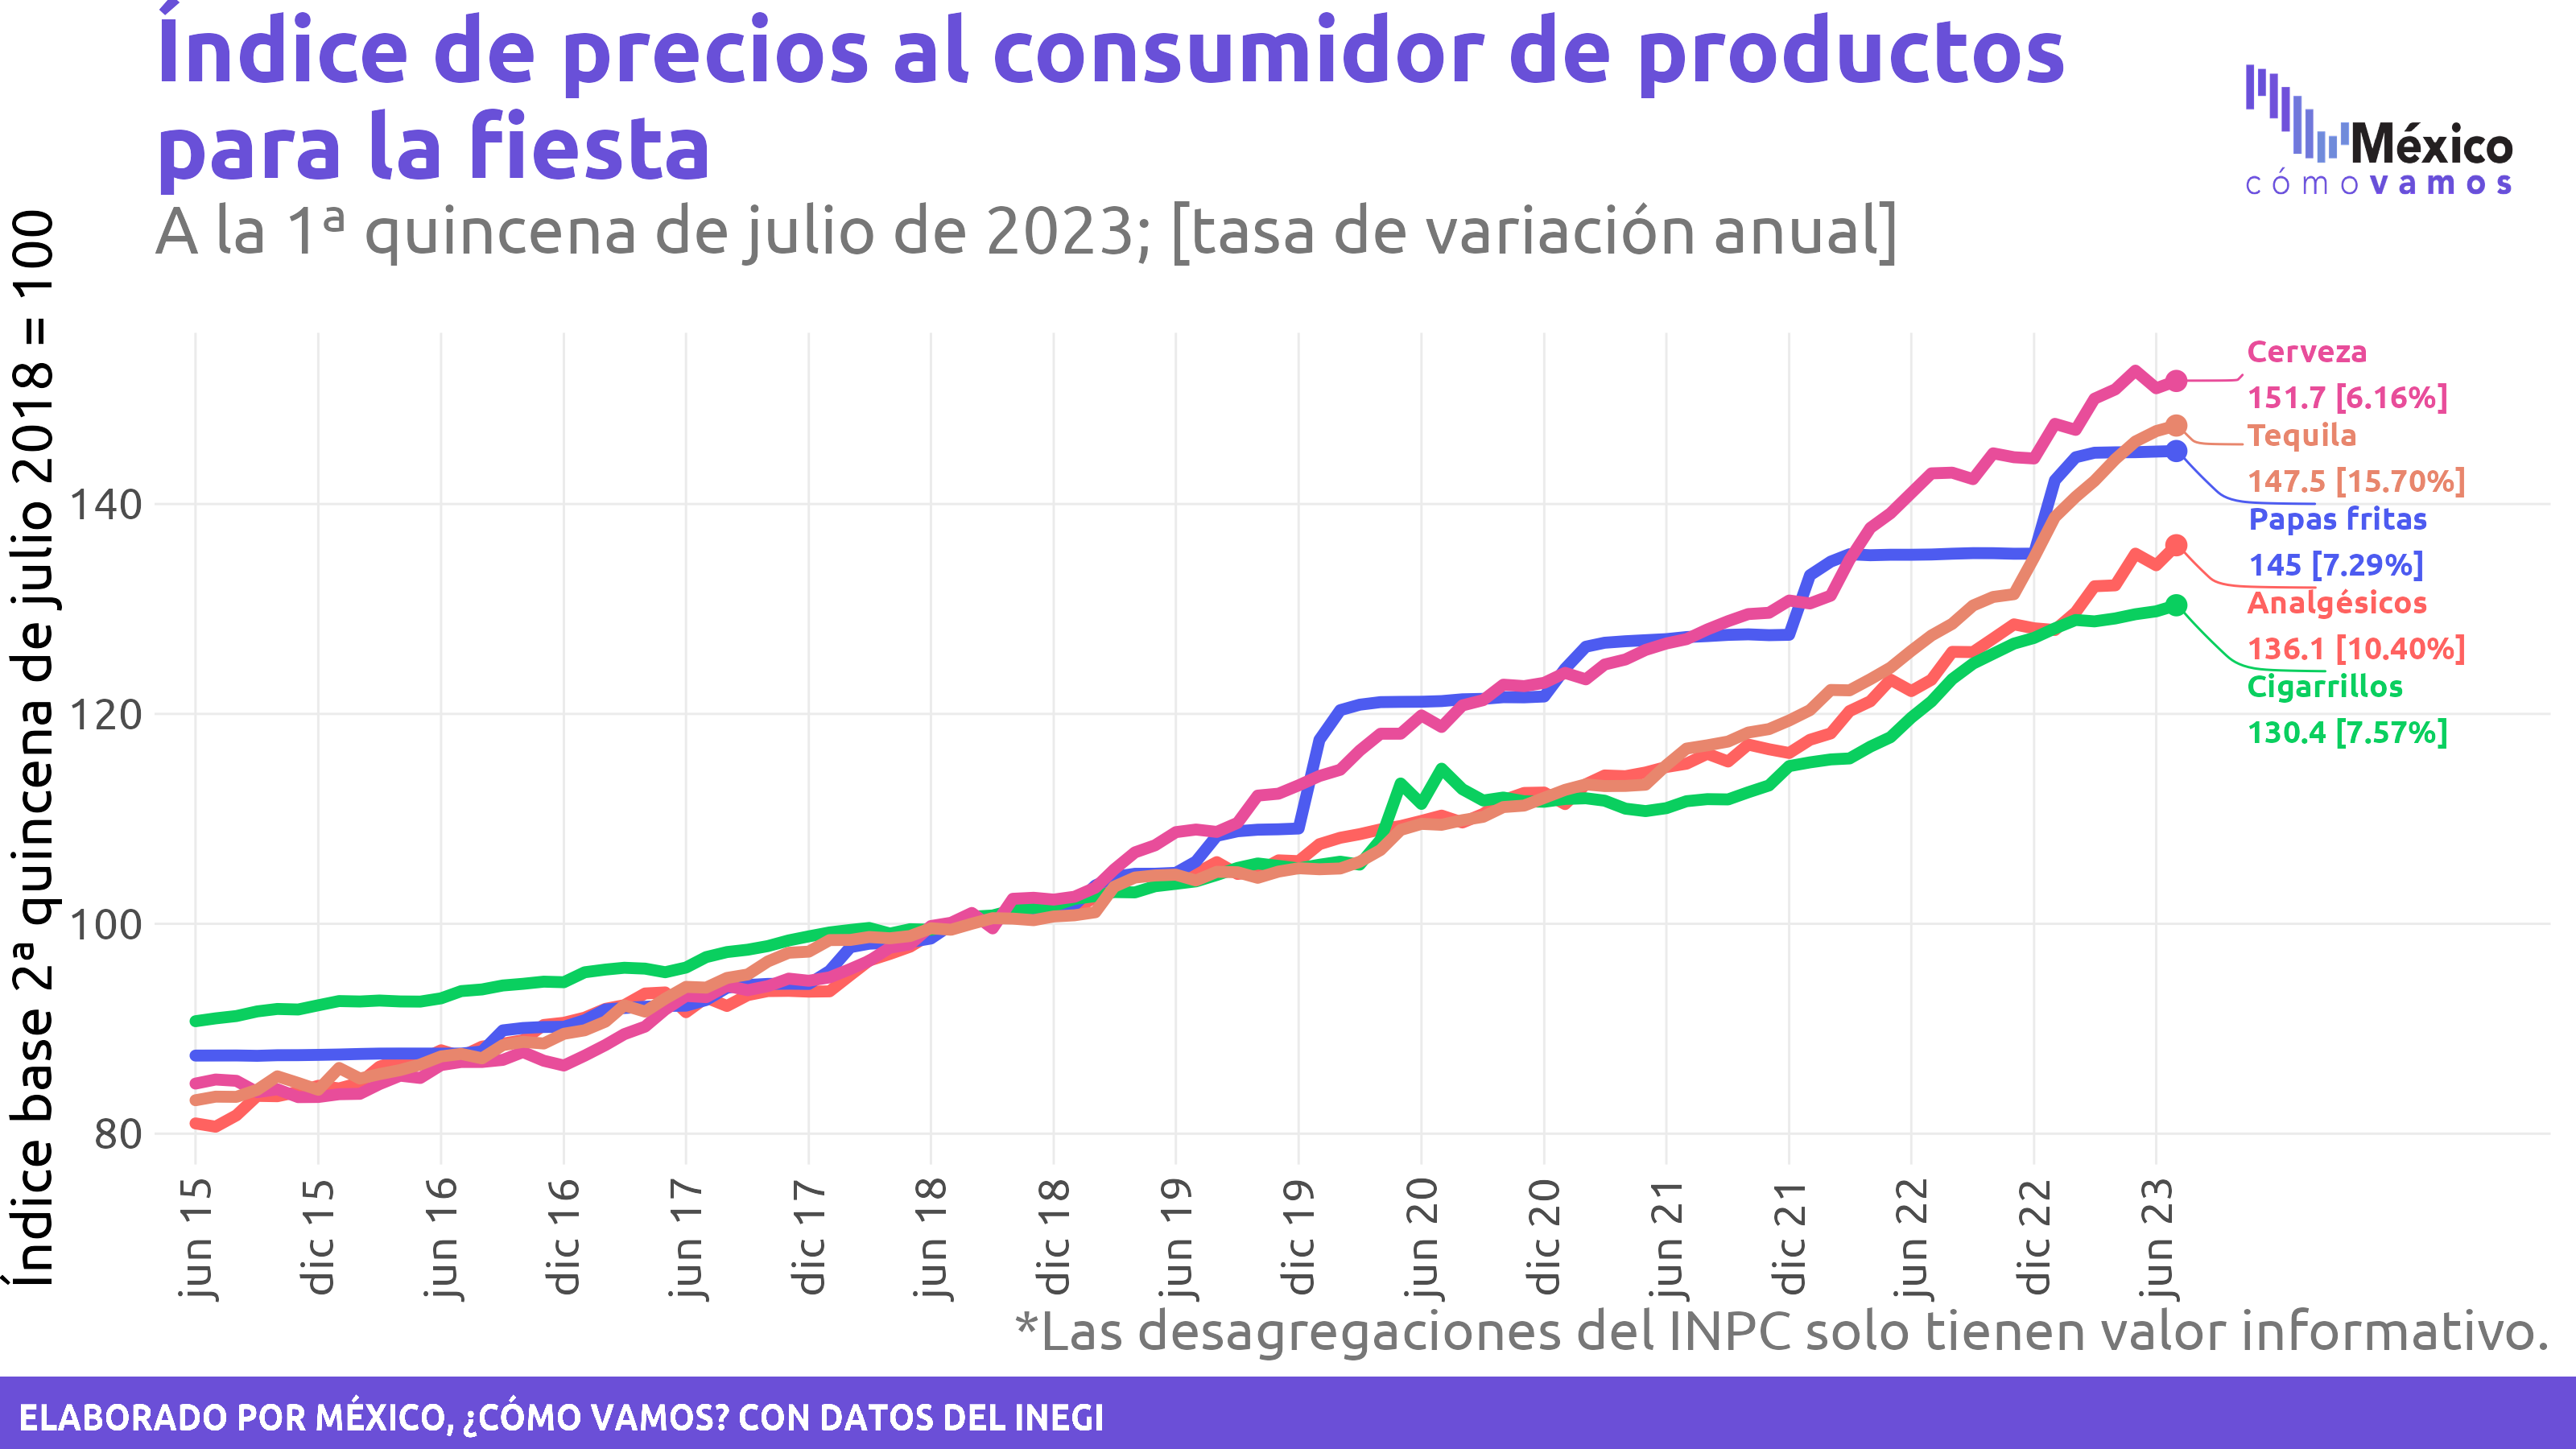 Índice de precios al consumidor de productos
para la fiesta
A la 1ª quincena de julio de 2023; [tasa de variación anual]
México
cómo vamos
Índice base 2ª quincena de julio 2018 = 100
140
120
100
80
Cerveza
151.7 [6.16%]
Tequila
147.5 [15.70%]
Papas fritas
145 [7.29%]
Analgésicos
136.1 [10.40%]
Cigarrillos
130.4 [7.57%]
jun 15
dic 15
jun 16
dic 16
jun 17
dic 17
jun 18
dic 18
jun 19
dic 19
jun 20
dic 20
jun 21
dic 21
jun 22
dic 22
jun 23
*Las desagregaciones del INPC solo tienen valor informativo.
ELABORADO POR MÉXICO, ¿CÓMO VAMOS? CON DATOS DEL INEGI